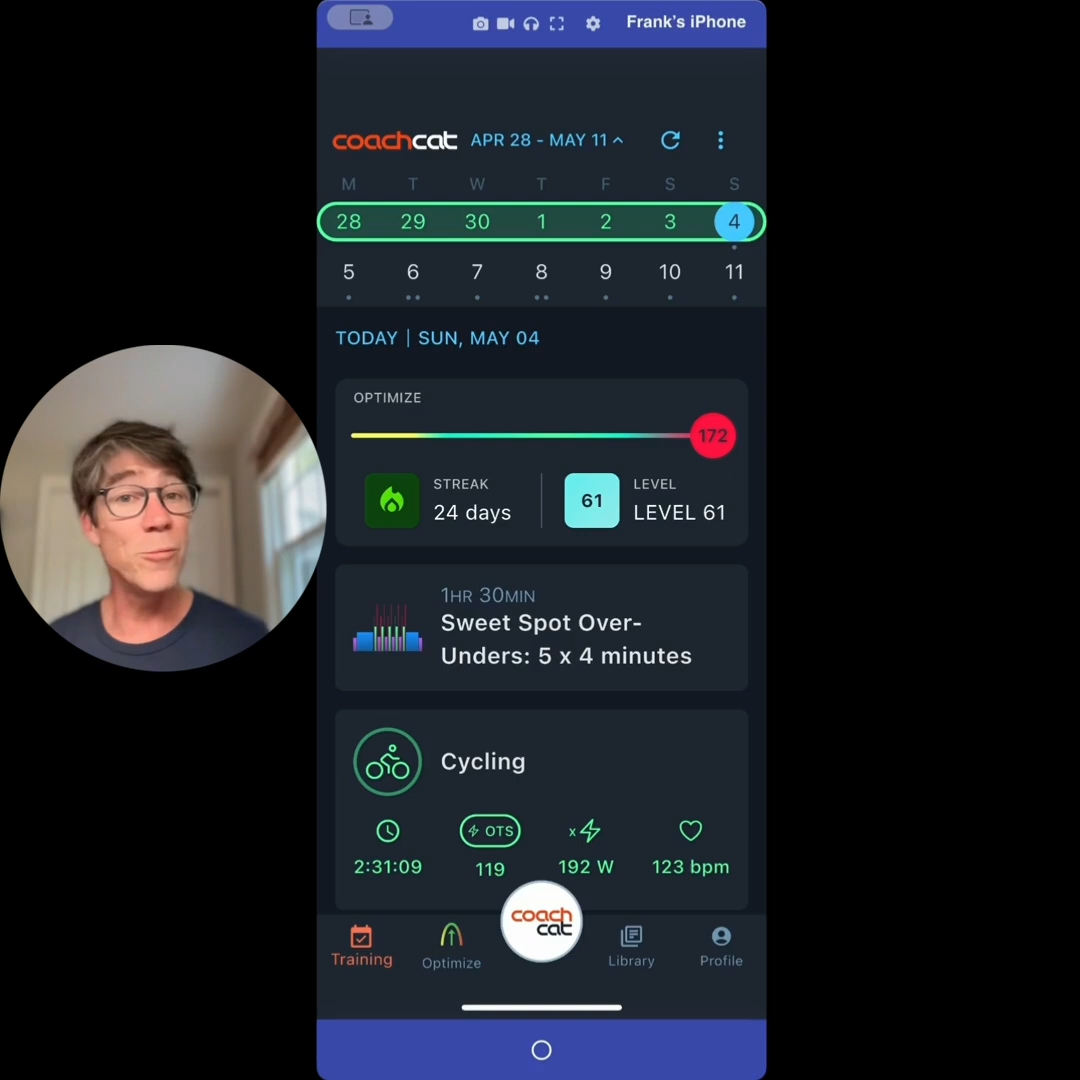 Frank's iPhone
coachcat APR 28 - MAY 11
M T W T F S S
28 29 30 1 2 3 4
5 6 7 8 9 10 11
TODAY | SUN, MAY 04
OPTIMIZE
172
STREAK
24 days
61
LEVEL
LEVEL 61
1HR 30MIN
Sweet Spot Over-
Unders: 5 x 4 minutes
Cycling
OTS
x
2:31:09 119 192 W 123 bpm
coach
cat
Training Optimize Library Profile